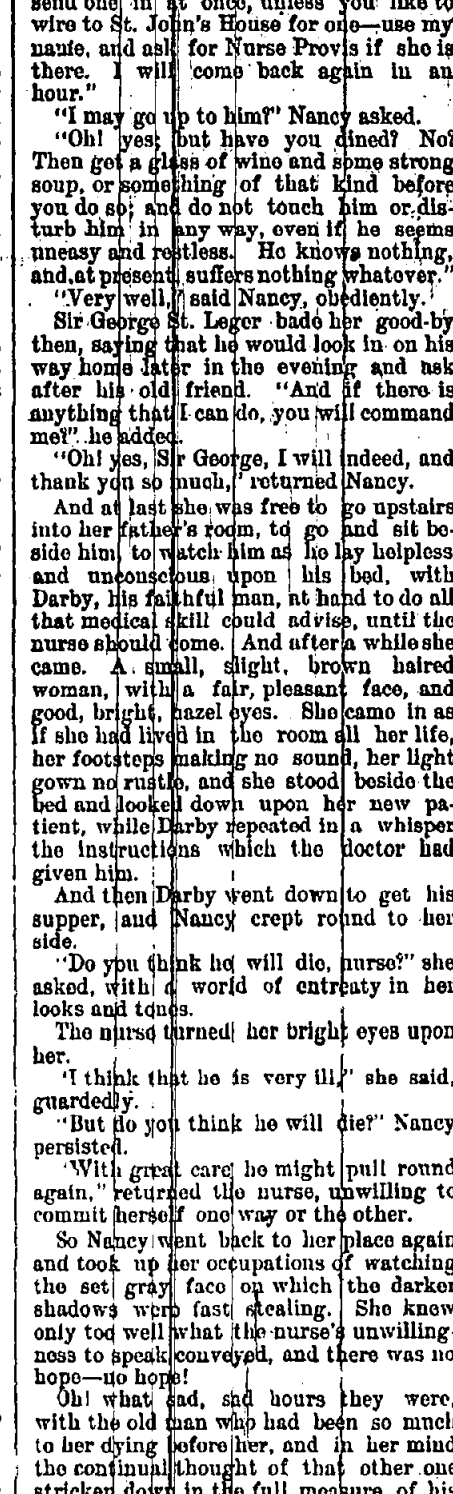 send one in at once, unless you like to
wire to St. John's House for one—use my
name, and ask for Nurse Provis if she is
there. I will come back again in an
hour."
"I may go up to him?" Nancy asked.
"Oh! yes; but have you dined? No?
Then get a glass of wine and some strong
soup, or something of that kind before
you do so; and do not touch him or dis-
turb him in any way, even if he seems
uneasy and restless. He knows nothing,
and, at present, suffers nothing whatever."
"Very well," said Nancy, obediently.
Sir George St. Leger bade her good-by
then, saying that he would look in on his
way home later in the evening and ask
after his old friend. "And if there is
anything that I can do, you will command
me?" he added.
"Oh! yes, Sir George, I will indeed, and
thank you so much," returned Nancy.
And at last she was free to go upstairs
into her father's room, to go and sit be-
side him, to watch him as he lay helpless
and unconscious upon his bed, with
Darby, his faithful man, at hand to do all
that medical skill could advise, until the
nurse should come. And after a while she
came. A small, slight, brown haired
woman, with a fair, pleasant face, and
good, bright, hazel eyes. She came in as
if she had lived in the room all her life,
her footsteps making no sound, her light
gown no rustle, and she stood beside the
bed and looked down upon her new pa-
tient, while Darby repeated in a whisper
the instructions which the doctor had
given him.
And then Darby went down to get his
supper, and Nancy crept round to her
side.
"Do you think he will die, nurse?" she
asked, with a world of entreaty in her
looks and tones.
The nurse turned her bright eyes upon
her.
"I think that he is very ill," she said,
guardedly.
"But do you think he will die?" Nancy
persisted.
"With great care he might pull round
again," returned the nurse, unwilling to
commit herself one way or the other.
So Nancy went back to her place again
and took up her occupations of watching
the set gray face on which the darker
shadows were fast stealing. She knew
only too well what the nurse's unwilling-
ness to speak conveyed, and there was no
hope—no hope!
Oh! what sad, sad hours they were,
with the old man who had been so much
to her dying before her, and in her mind
the continual thought of that other one
stricken down in the full measure of his